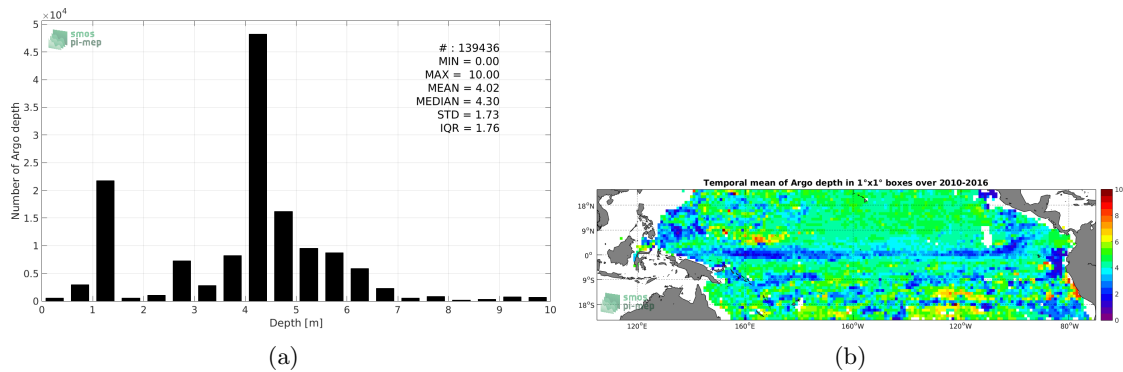 ×10⁴
5
4.5
4
3.5
3
2.5
2
1.5
1
0.5
0
Number of Argo depth
smos
pi-mep
# : 139436
MIN = 0.00
MAX = 10.00
MEAN = 4.02
MEDIAN = 4.30
STD = 1.73
IQR = 1.76
0 1 2 3 4 5 6 7 8 9 10
Depth [m]
(a)
Temporal mean of Argo depth in 1°x1° boxes over 2010-2016
18°N
9°N
0°
9°S
18°S
smos
pi-mep
120°E 160°E 160°W 120°W 80°W
10
8
6
4
2
0
(b)